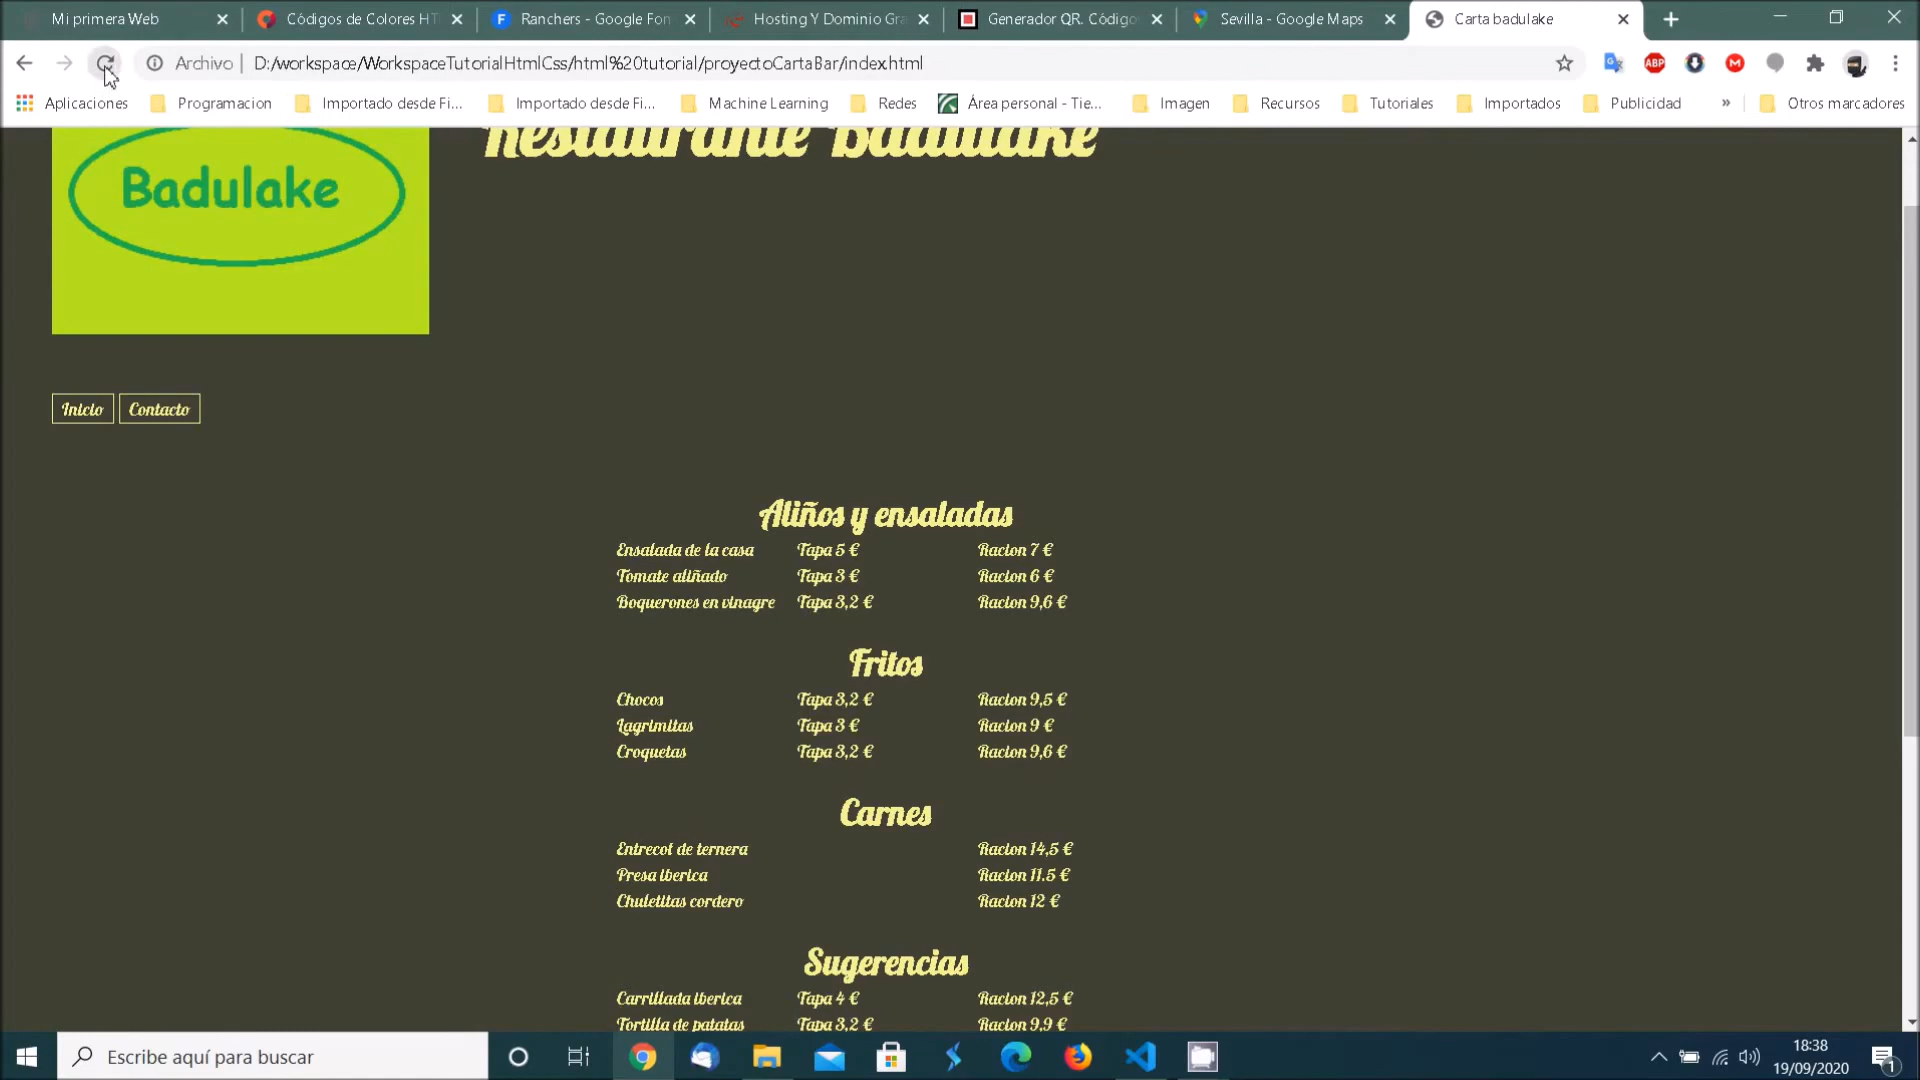 Mi primera Web
Códigos de Colores HT
Ranchers - Google Fon
Hosting Y Dominio Gra
Generador QR. Código
Sevilla - Google Maps
Carta badulake
Archivo | D:/workspace/WorkspaceTutorialHtmlCss/html%20tutorial/proyectoCartaBar/index.html
ABP
Aplicaciones
Programacion
Importado desde Fi...
Importado desde Fi...
Machine Learning
Redes
Área personal - Tie...
Imagen
Recursos
Tutoriales
Importados
Publicidad
»
Otros marcadores
Restaurante Badulake
Badulake
Inicio
Contacto
Aliños y ensaladas
Ensalada de la casa Tapa 5 € Racion 7 €
Tomate aliñado Tapa 3 € Racion 6 €
Boquerones en vinagre Tapa 3,2 € Racion 9,6 €
Fritos
Chocos Tapa 3,2 € Racion 9,5 €
Lagrimitas Tapa 3 € Racion 9 €
Croquetas Tapa 3,2 € Racion 9,6 €
Carnes
Entrecot de ternera Racion 14,5 €
Presa iberica Racion 11.5 €
Chuletitas cordero Racion 12 €
Sugerencias
Carrillada iberica Tapa 4 € Racion 12,5 €
Tortilla de patatas Tapa 3,2 € Racion 9,9 €
Escribe aquí para buscar
18:38
19/09/2020
1